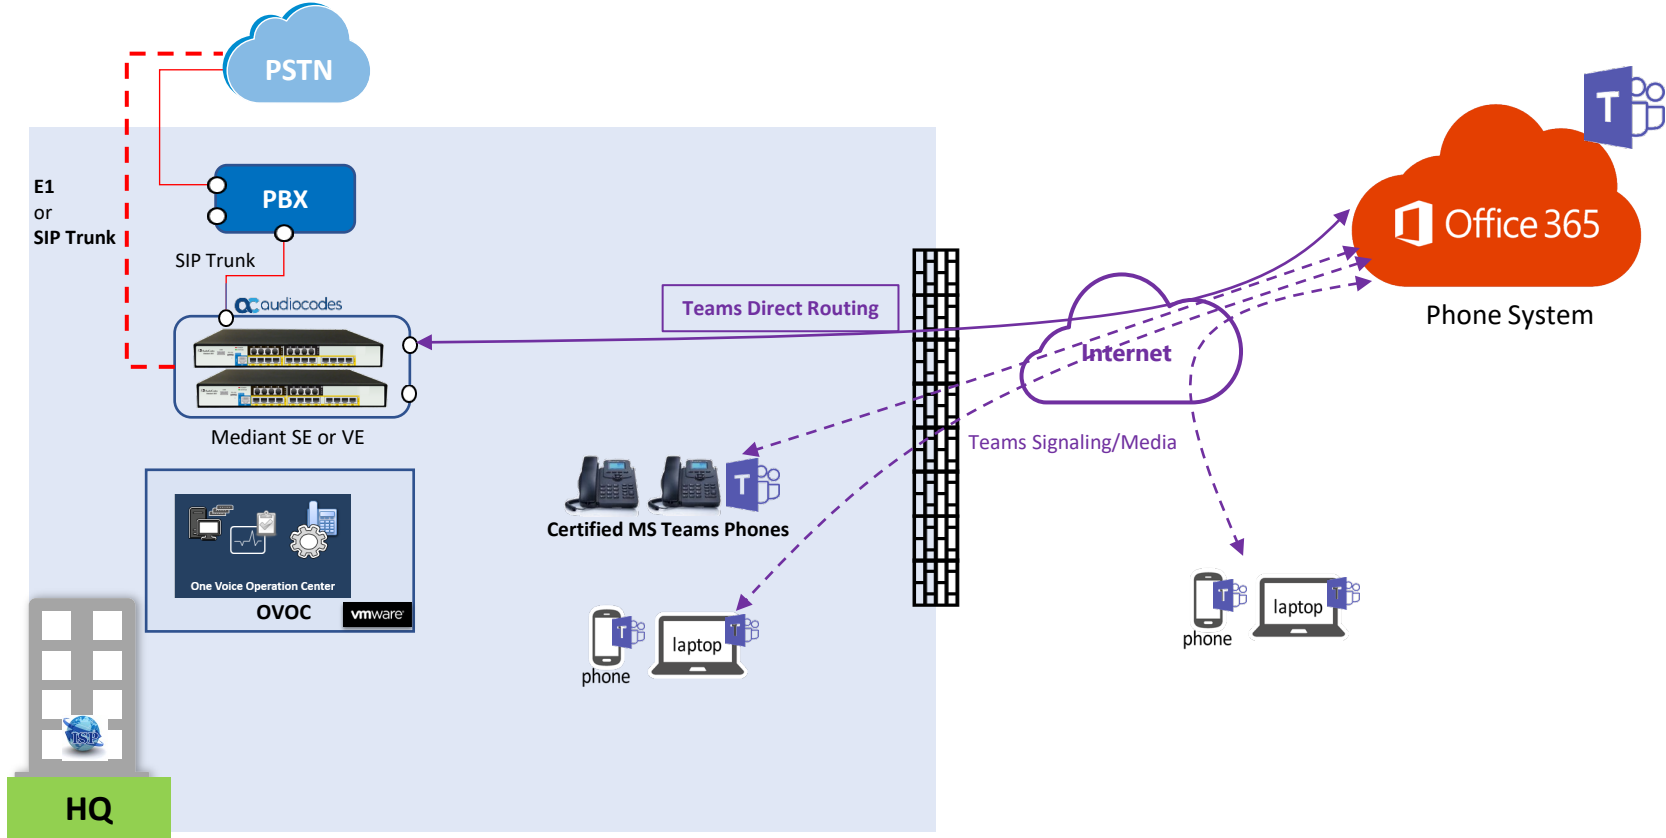 PSTN
T
E1
or
SIP Trunk
PBX
SIP Trunk
audiocodes
Office 365
Phone System
Teams Direct Routing
Internet
Mediant SE or VE
Teams Signaling/Media
T
Certified MS Teams Phones
One Voice Operation Center
OVOC
vmware
T
laptop
T
phone
T
laptop
T
phone
ISP
HQ